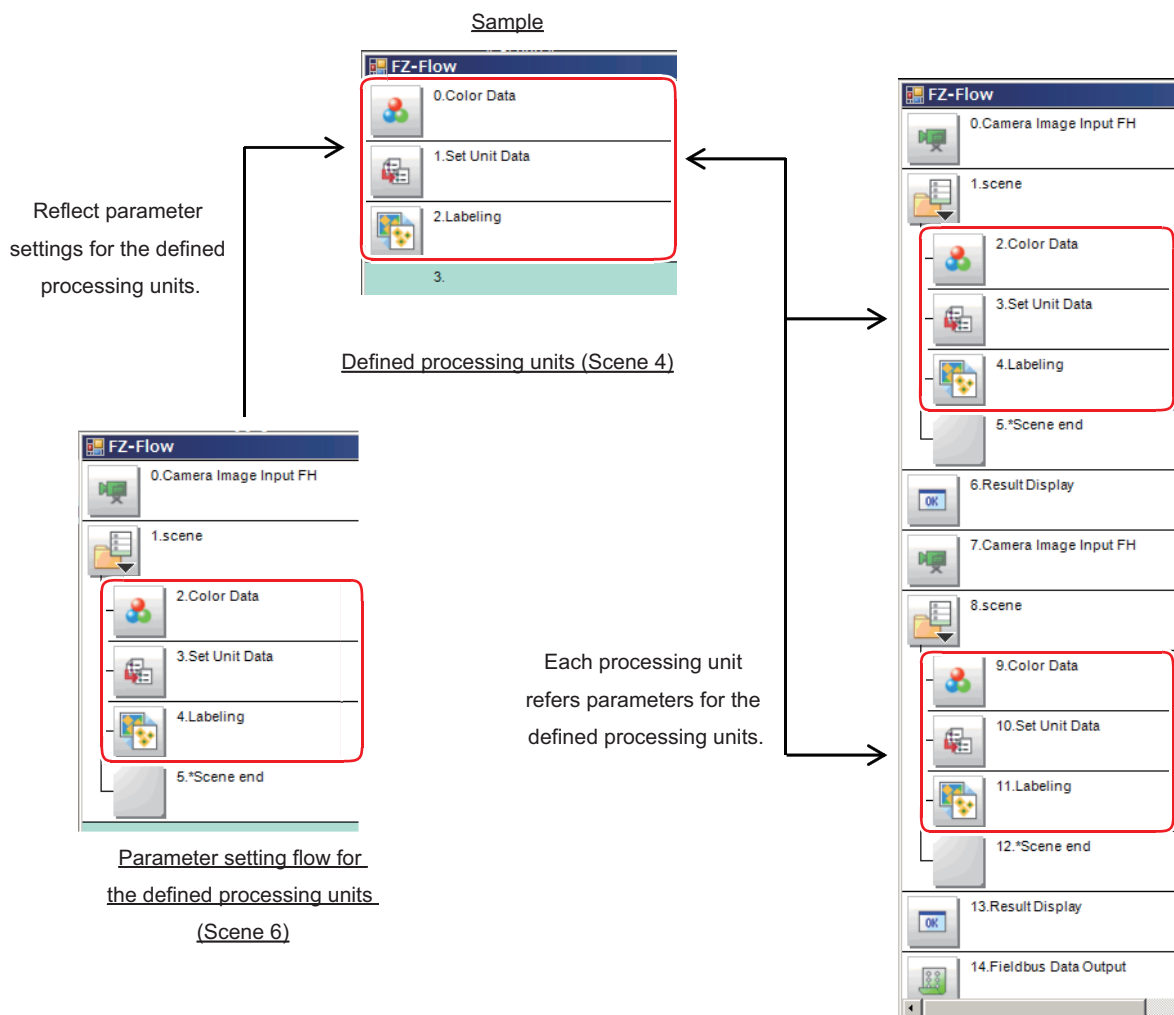 Sample
FZ-Flow
0.Color Data
1.Set Unit Data
2.Labeling
3.
Defined processing units (Scene 4)
Reflect parameter
settings for the defined
processing units.
FZ-Flow
0.Camera Image Input FH
1.scene
2.Color Data
3.Set Unit Data
4.Labeling
5.*Scene end
Parameter setting flow for
the defined processing units
(Scene 6)
Each processing unit
refers parameters for the
defined processing units.
FZ-Flow
0.Camera Image Input FH
1.scene
2.Color Data
3.Set Unit Data
4.Labeling
5.*Scene end
6.Result Display
OK
7.Camera Image Input FH
8.scene
9.Color Data
10.Set Unit Data
11.Labeling
12.*Scene end
13.Result Display
OK
14.Fieldbus Data Output